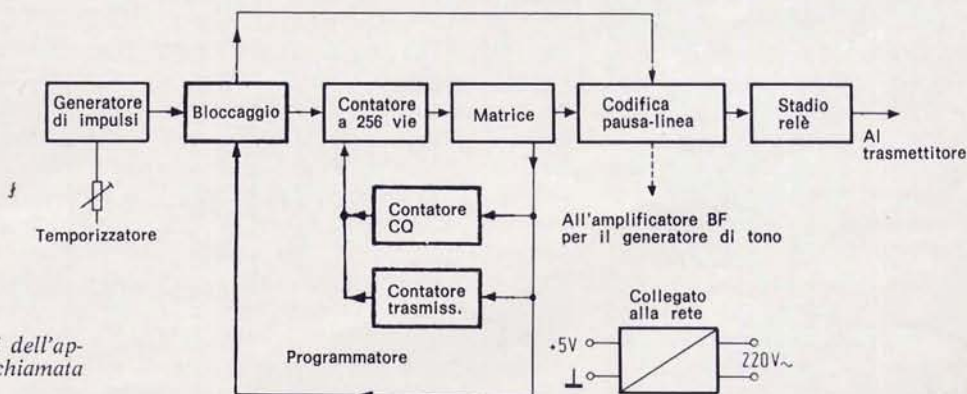 Generatore
di impulsi
Bloccaggio
Contatore
a 256 vie
Matrice
Codifica
pausa-linea
Stadio
relè
Al
trasmettitore
Temporizzatore
Contatore
CQ
Contatore
trasmiss.
All'amplificatore BF
per il generatore di tono
Programmatore
Collegato
alla rete
+5V
220V~
dell'ap-
chiamata